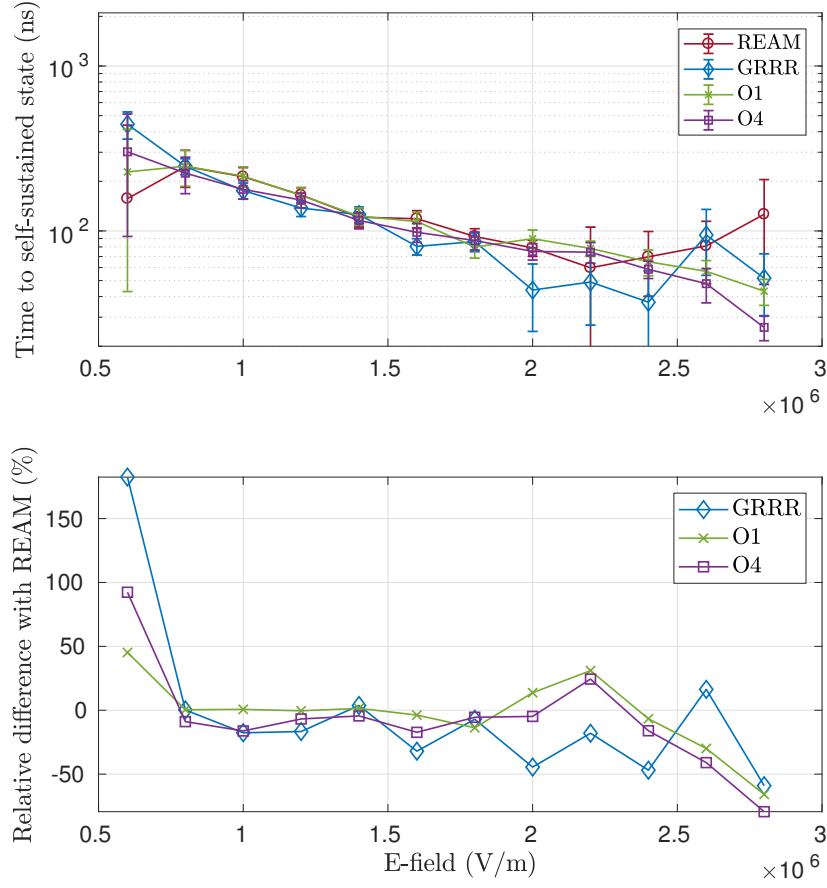 Time to self-sustained state (ns)
10^3
10^2
REAM
GRRR
O1
O4
0.5 1 1.5 2 2.5 3
×10^6
Relative difference with REAM (%)
150
100
50
0
-50
GRRR
O1
O4
0.5 1 1.5 2 2.5 3
E-field (V/m)
×10^6